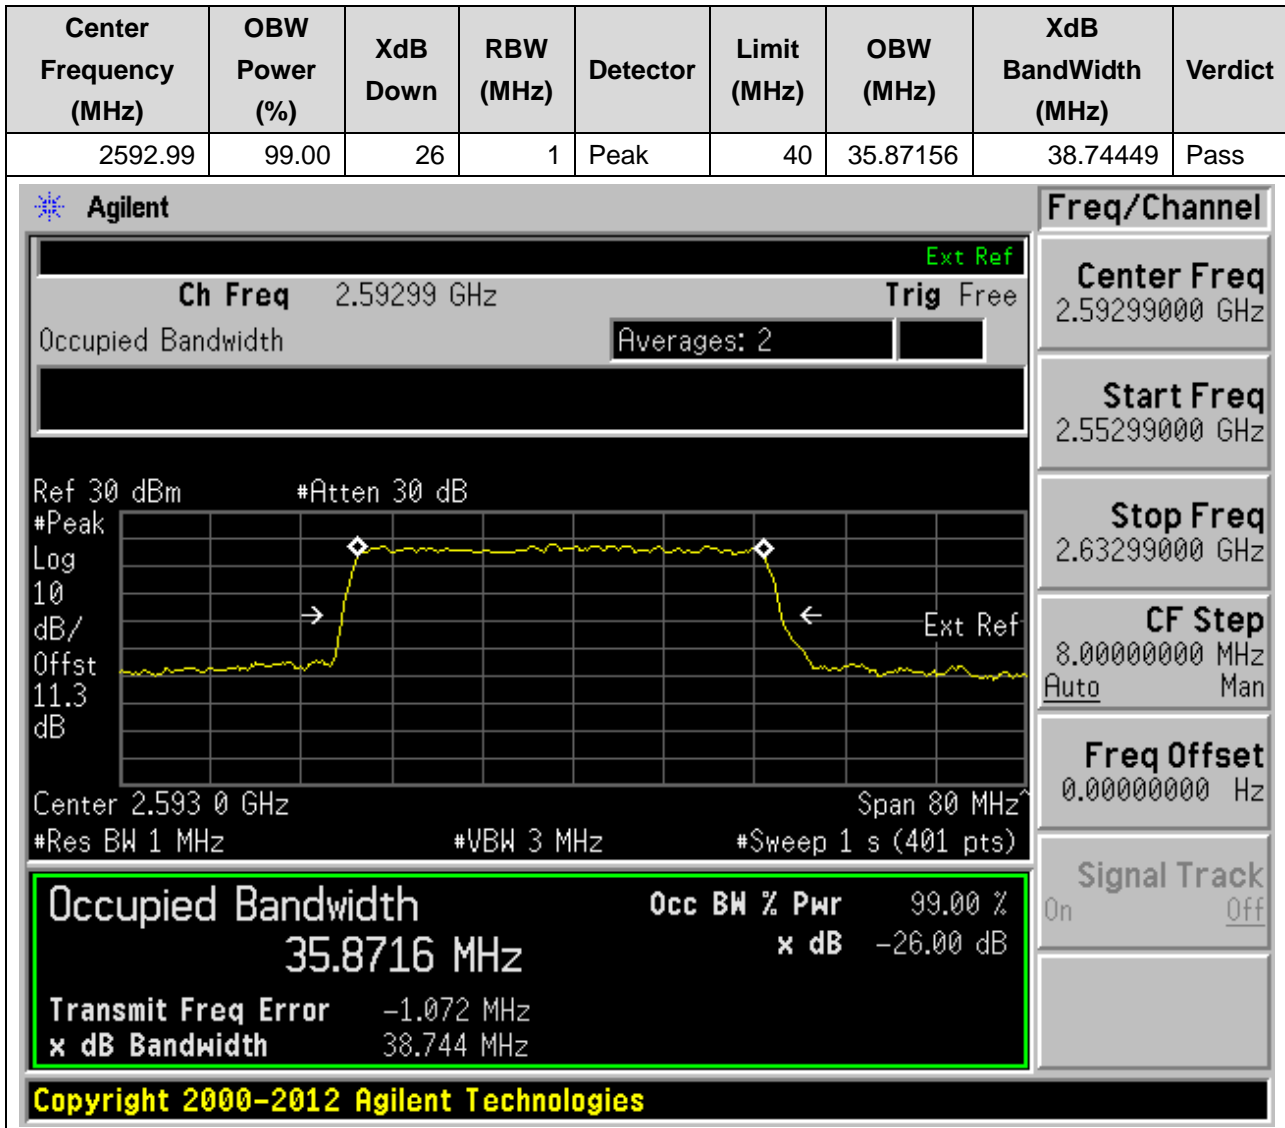 Center Frequency (MHz) OBW Power (%) XdB Down RBW (MHz) Detector Limit (MHz) OBW (MHz) XdB BandWidth (MHz) Verdict
2592.99 99.00 26 1 Peak 40 35.87156 38.74449 Pass
Agilent
Freq/Channel
Ext Ref
Ch Freq 2.59299 GHz Trig Free
Occupied Bandwidth Averages: 2
Center Freq
2.59299000 GHz
Start Freq
2.55299000 GHz
Stop Freq
2.63299000 GHz
CF Step
8.00000000 MHz
Auto Man
Freq Offset
0.00000000 Hz
Signal Track
On Off
Ref 30 dBm #Atten 30 dB
#Peak
Log
10
dB/
Offst
11.3
dB
Ext Ref
Center 2.593 0 GHz Span 80 MHz^
#Res BW 1 MHz #VBW 3 MHz #Sweep 1 s (401 pts)
Occupied Bandwidth
35.8716 MHz
Occ BW % Pwr 99.00 %
x dB -26.00 dB
Transmit Freq Error -1.072 MHz
x dB Bandwidth 38.744 MHz
Copyright 2000-2012 Agilent Technologies